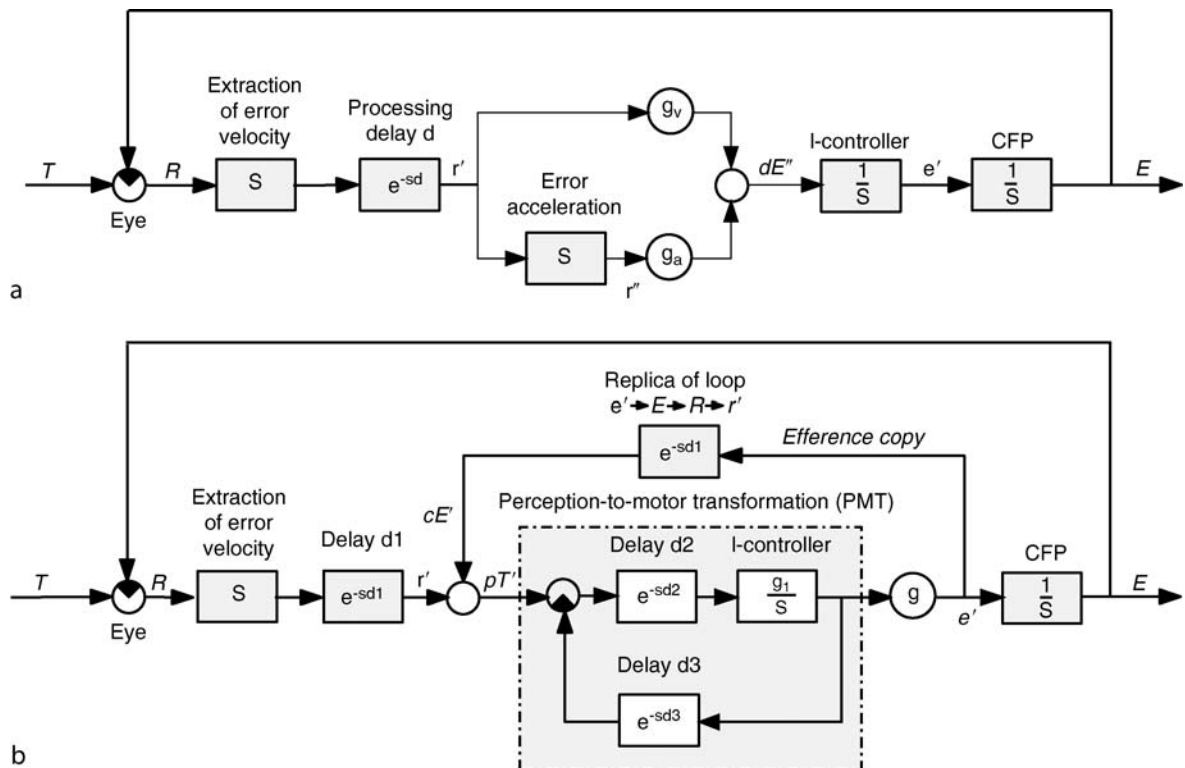 Extraction
of error
velocity
Processing
delay d
T
R
S
e-sd
r'
Eye
Error
acceleration
S
r''
gv
ga
dE''
I-controller
1
S
e'
CFP
1
S
E
a
Replica of loop
e' → E → R → r'
e-sd1
Efference copy
Perception-to-motor transformation (PMT)
cE'
Extraction
of error
velocity
Delay d1
T
R
S
e-sd1
r'
pT'
Eye
Delay d2
e-sd2
I-controller
g1
S
Delay d3
e-sd3
g
e'
CFP
1
S
E
b